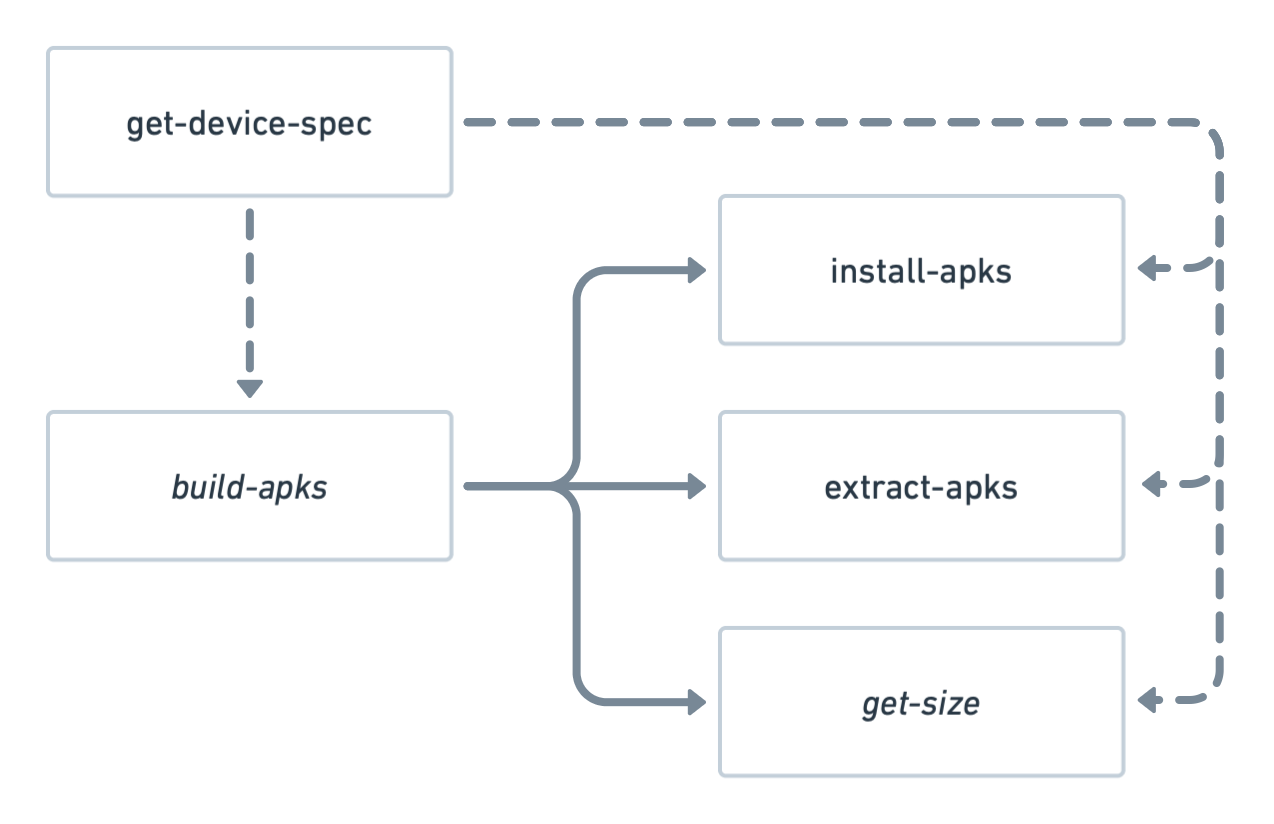 get-device-spec
install-apks
build-apks
extract-apks
get-size